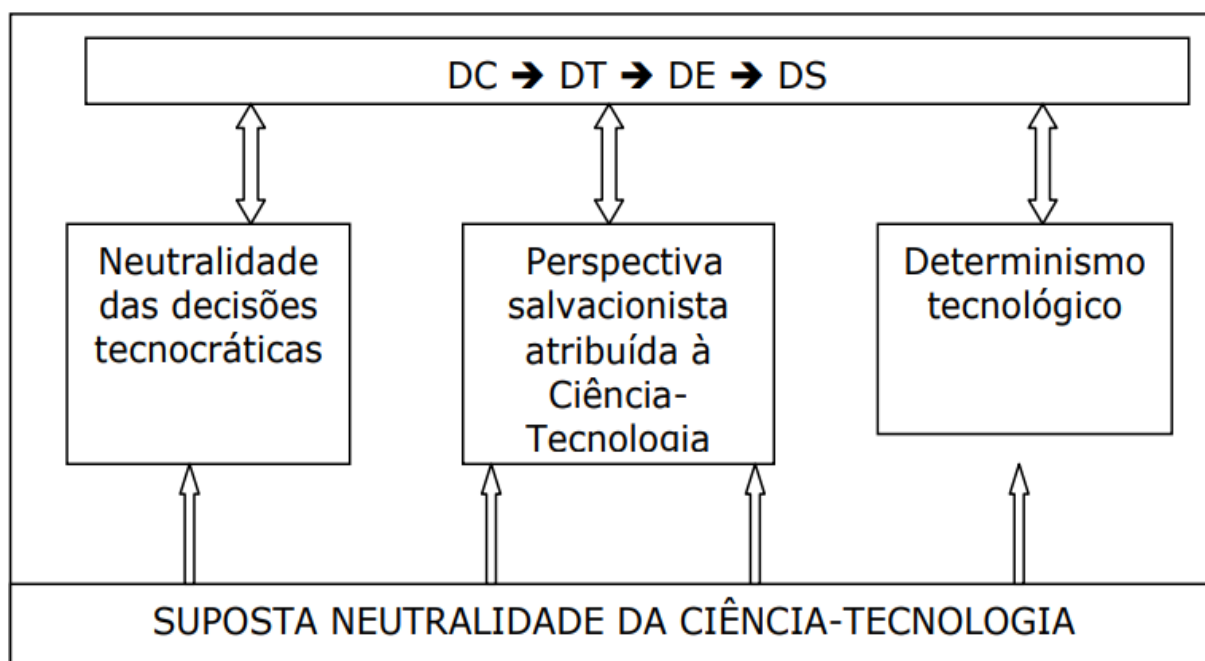 DC ➔ DT ➔ DE ➔ DS
Neutralidade
das decisões
tecnocráticas
Perspectiva
salvacionista
atribuída à
Ciência-
Tecnologia
Determinismo
tecnológico
SUPOSTA NEUTRALIDADE DA CIÊNCIA-TECNOLOGIA